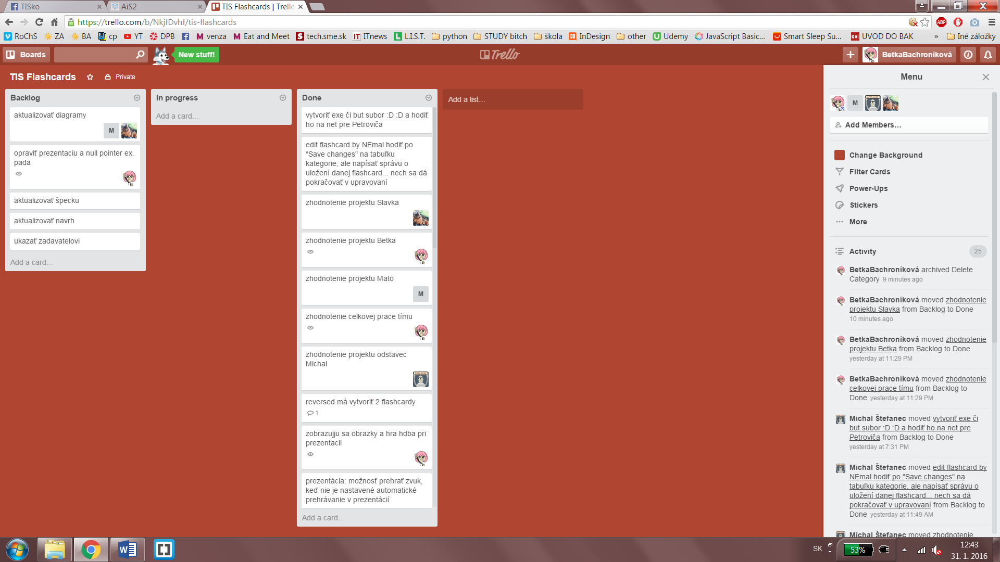 TISko
AiS2
TIS Flashcards | Trello
https://trello.com/b/NkjfDvhf/tis-flashcards
ABP
RoChS
ZA
BA
cp
YT
DPB
M venza
M Eat and Meet
S tech.sme.sk
IT ITnews
L L.I.S.T.
python
STUDY bitch
škola
InDesign
other
U Udemy
JavaScript Basic...
Smart Sleep Su...
KAI UVOD DO BAK
»
Iné záložky
Boards
New stuff!
Trello
BetkaBachroníková
TIS Flashcards
Private
Backlog
aktualizovať diagramy
M
opraviť prezentaciu a null pointer ex.
pada
aktualizovať špecku
aktualizovať navrh
ukazať zadavatelovi
Add a card…
In progress
Add a card…
Done
vytvoriť exe či but subor :D :D a hodiť
ho na net pre Petroviča
edit flashcard by NEmal hodiť po
"Save changes" na tabuľku
kategorie, ale napísať správu o
uložení danej flashcard... nech sa dá
pokračovať v upravovaní
zhodnotenie projektu Slavka
zhodnotenie projektu Betka
zhodnotenie projektu Mato
M
zhodnotenie celkovej prace tímu
zhodnotenie projektu odstavec
Michal
reversed má vytvoriť 2 flashcardy
1
zobrazujju sa obrazky a hra hdba pri
prezentacii
prezentácia: možnosť prehrať zvuk,
keď nie je nastavené automatické
prehrávanie v prezentácií
Add a card…
Add a list…
Menu
M
Add Members…
Change Background
Filter Cards
Power-Ups
Stickers
More
Activity
25
BetkaBachroníková archived Delete
Category 9 minutes ago
BetkaBachroníková moved zhodnotenie
projektu Slavka from Backlog to Done
10 minutes ago
BetkaBachroníková moved zhodnotenie
projektu Betka from Backlog to Done
yesterday at 11:29 PM
BetkaBachroníková moved zhodnotenie
celkovej prace tímu from Backlog to
Done yesterday at 11:29 PM
Michal Štefanec moved vytvoriť exe či
but subor :D :D a hodiť ho na net pre
Petroviča from Backlog to Done
yesterday at 7:31 PM
Michal Štefanec moved edit flashcard by
NEmal hodiť po "Save changes" na
tabuľku kategorie, ale napísať správu o
uložení danej flashcard... nech sa dá
pokračovať v upravovaní from Backlog to
Done yesterday at 11:49 AM
Michal Štefanec moved zhodnotenie
SK
53%
12:43
31. 1. 2016